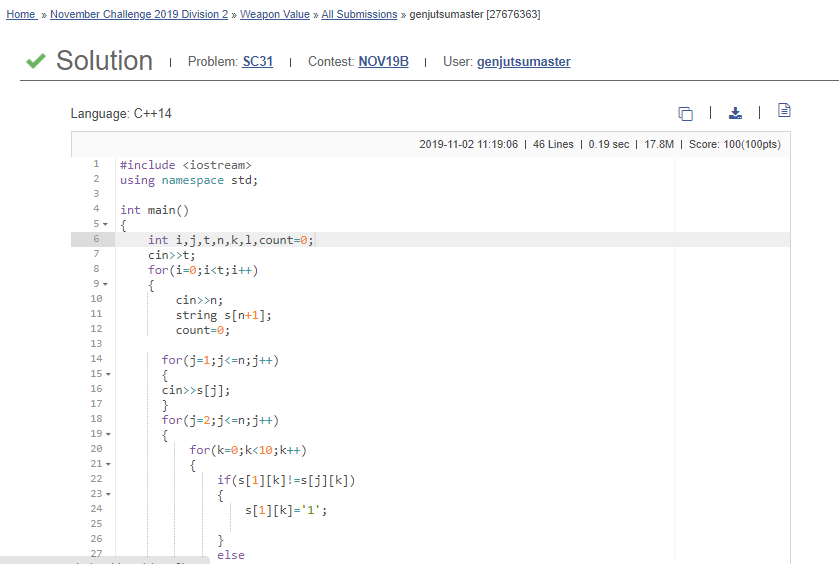 Home » November Challenge 2019 Division 2 » Weapon Value » All Submissions » genjutsumaster [27676363]
Solution | Problem: SC31 | Contest: NOV19B | User: genjutsumaster
Language: C++14 | |
2019-11-02 11:19:06 | 46 Lines | 0.19 sec | 17.8M | Score: 100(100pts)
1 #include <iostream>
2 using namespace std;
3
4 int main()
5 {
6 int i,j,t,n,k,l,count=0;
7 cin>>t;
8 for(i=0;i<t;i++)
9 {
10 cin>>n;
11 string s[n+1];
12 count=0;
13
14 for(j=1;j<=n;j++)
15 {
16 cin>>s[j];
17 }
18 for(j=2;j<=n;j++)
19 {
20 for(k=0;k<10;k++)
21 {
22 if(s[1][k]!=s[j][k])
23 {
24 s[1][k]='1';
25
26 }
27 else